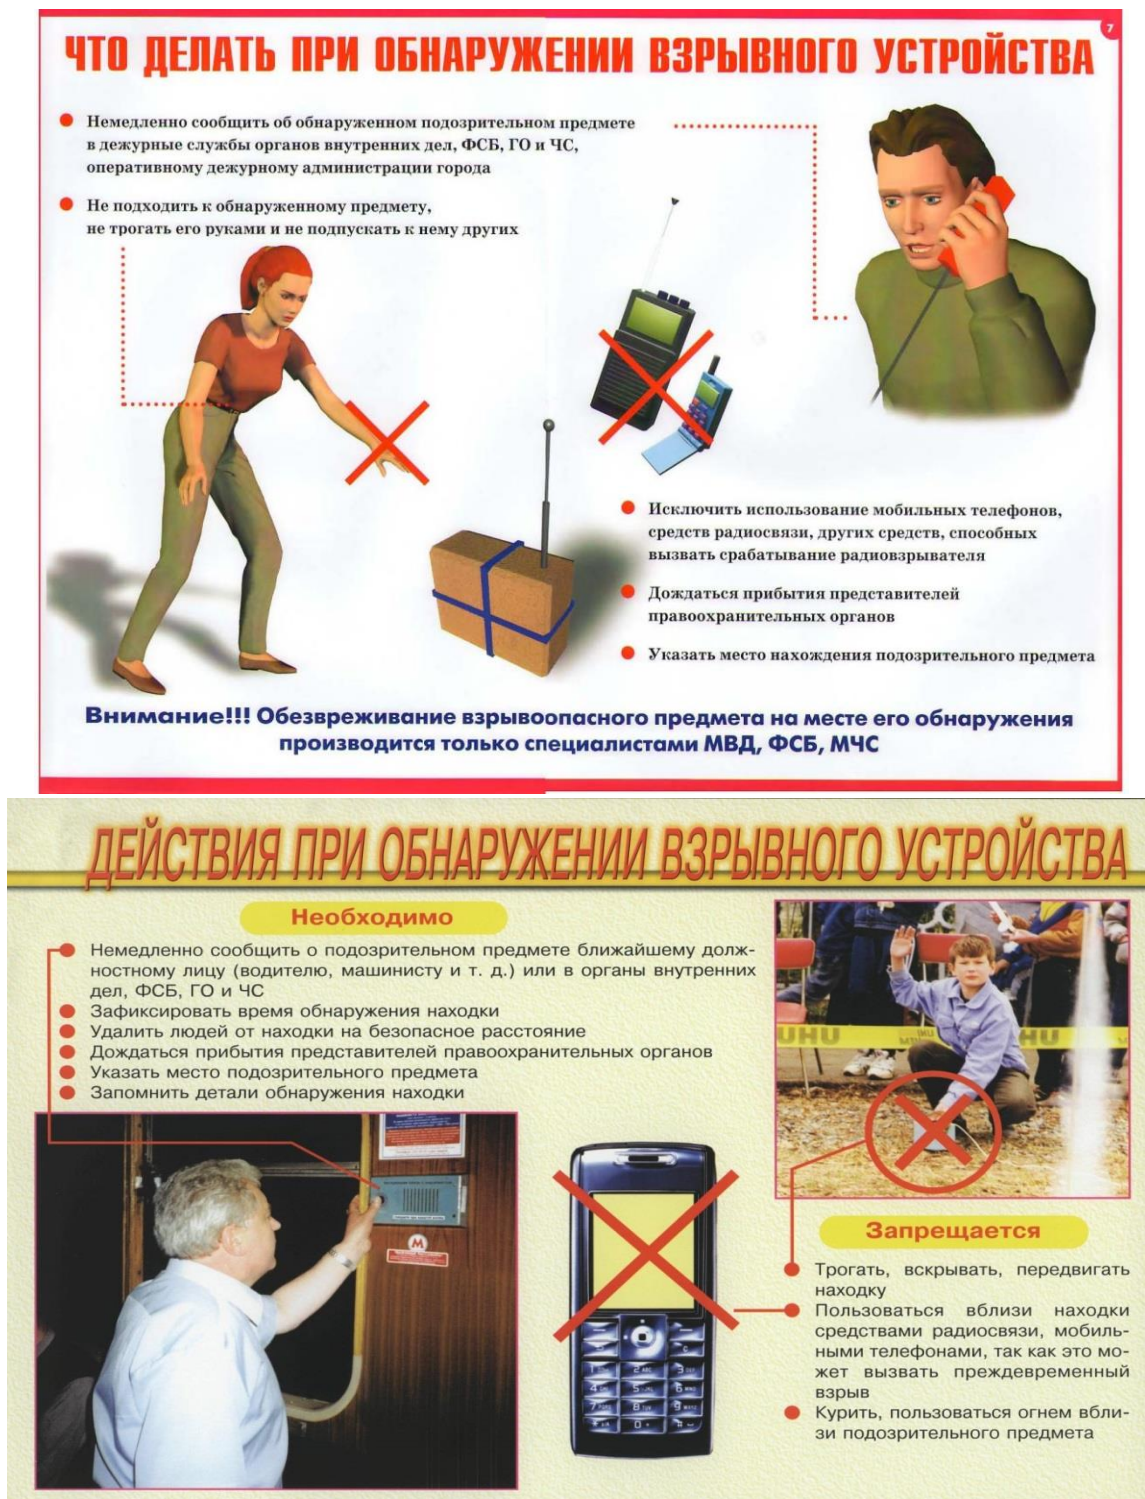 7
ЧТО ДЕЛАТЬ ПРИ ОБНАРУЖЕНИИ ВЗРЫВНОГО УСТРОЙСТВА
Немедленно сообщить об обнаруженном подозрительном предмете
в дежурные службы органов внутренних дел, ФСБ, ГО и ЧС,
оперативному дежурному администрации города
Не подходить к обнаруженному предмету,
не трогать его руками и не подпускать к нему других
Исключить использование мобильных телефонов,
средств радиосвязи, других средств, способных
вызвать срабатывание радиовзрывателя
Дождаться прибытия представителей
правоохранительных органов
Указать место нахождения подозрительного предмета
Внимание!!! Обезвреживание взрывоопасного предмета на месте его обнаружения
производится только специалистами МВД, ФСБ, МЧС
ДЕЙСТВИЯ ПРИ ОБНАРУЖЕНИИ ВЗРЫВНОГО УСТРОЙСТВА
Необходимо
Немедленно сообщить о подозрительном предмете ближайшему долж-
ностному лицу (водителю, машинисту и т. д.) или в органы внутренних
дел, ФСБ, ГО и ЧС
Зафиксировать время обнаружения находки
Удалить людей от находки на безопасное расстояние
Дождаться прибытия представителей правоохранительных органов
Указать место подозрительного предмета
Запомнить детали обнаружения находки
Запрещается
Трогать, вскрывать, передвигать
находку
Пользоваться вблизи находки
средствами радиосвязи, мобиль-
ными телефонами, так как это мо-
жет вызвать преждевременный
взрыв
Курить, пользоваться огнем вбли-
зи подозрительного предмета